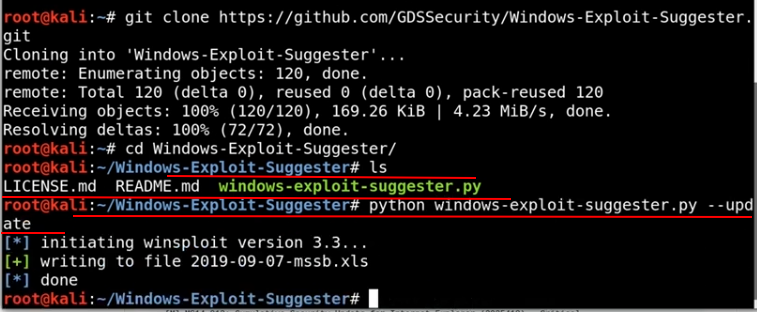 root@kali:~# git clone https://github.com/GDSSecurity/Windows-Exploit-Suggester.
git
Cloning into 'Windows-Exploit-Suggester'...
remote: Enumerating objects: 120, done.
remote: Total 120 (delta 0), reused 0 (delta 0), pack-reused 120
Receiving objects: 100% (120/120), 169.26 KiB | 4.23 MiB/s, done.
Resolving deltas: 100% (72/72), done.
root@kali:~# cd Windows-Exploit-Suggester/
root@kali:~/Windows-Exploit-Suggester# ls
LICENSE.md  README.md  windows-exploit-suggester.py
root@kali:~/Windows-Exploit-Suggester# python windows-exploit-suggester.py --upd
ate
[*] initiating winsploit version 3.3...
[+] writing to file 2019-09-07-mssb.xls
[*] done
root@kali:~/Windows-Exploit-Suggester#